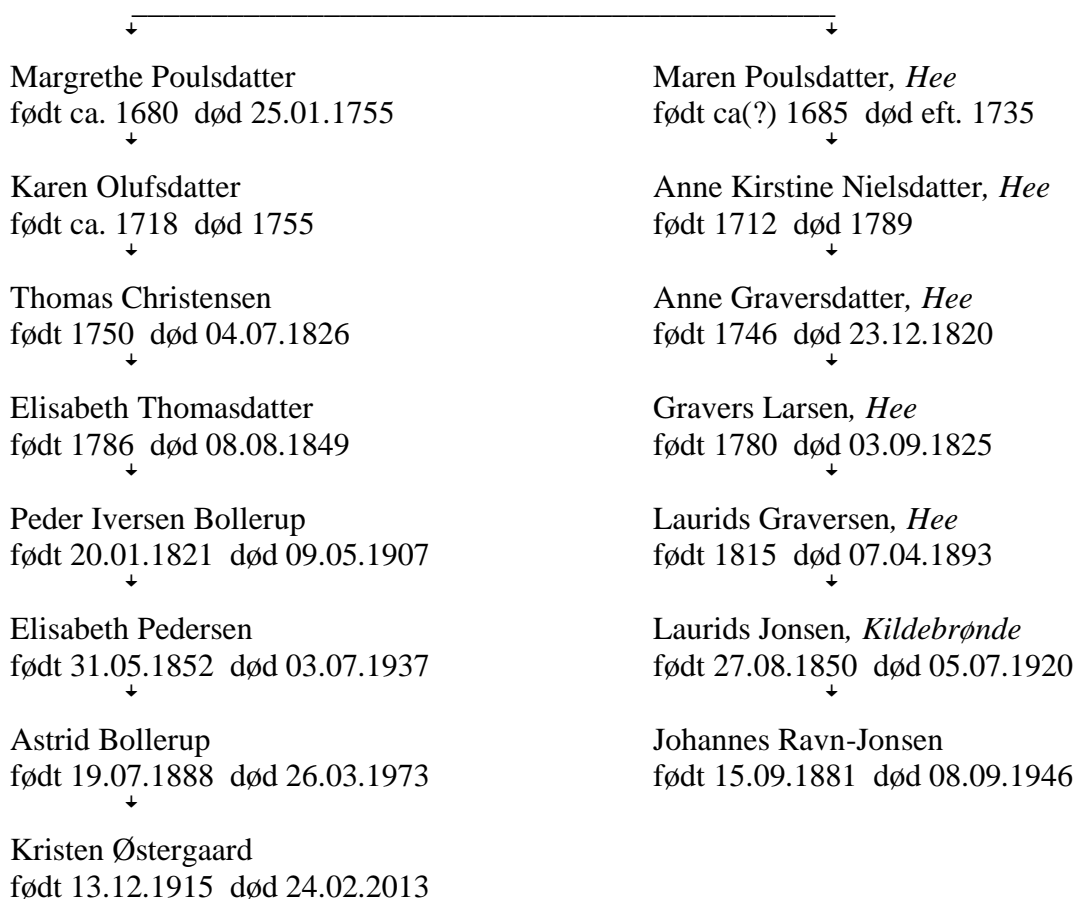 Margrethe Poulsdatter
født ca. 1680 død 25.01.1755
Karen Olufsdatter
født ca. 1718 død 1755
Thomas Christensen
født 1750 død 04.07.1826
Elisabeth Thomasdatter
født 1786 død 08.08.1849
Peder Iversen Bollerup
født 20.01.1821 død 09.05.1907
Elisabeth Pedersen
født 31.05.1852 død 03.07.1937
Astrid Bollerup
født 19.07.1888 død 26.03.1973
Kristen Østergaard
født 13.12.1915 død 24.02.2013
Maren Poulsdatter, Hee
født ca(?) 1685 død eft. 1735
Anne Kirstine Nielsdatter, Hee
født 1712 død 1789
Anne Graversdatter, Hee
født 1746 død 23.12.1820
Gravers Larsen, Hee
født 1780 død 03.09.1825
Laurids Graversen, Hee
født 1815 død 07.04.1893
Laurids Jonsen, Kildebrønde
født 27.08.1850 død 05.07.1920
Johannes Ravn-Jonsen
født 15.09.1881 død 08.09.1946